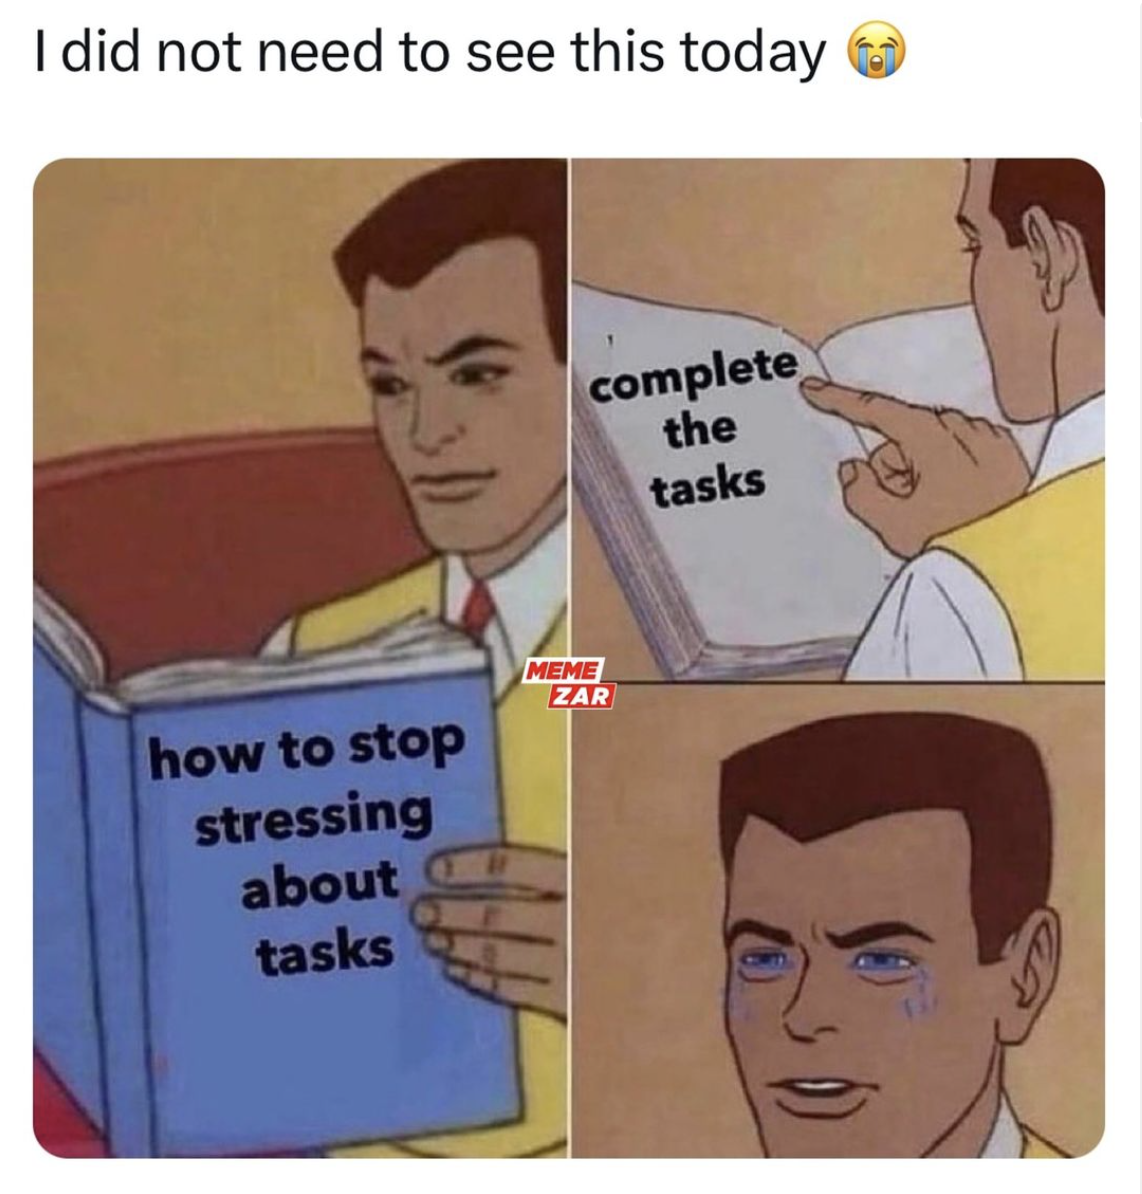 I did not need to see this today 😭
how to stop
stressing
about
tasks
complete
the
tasks
MEME
ZAR